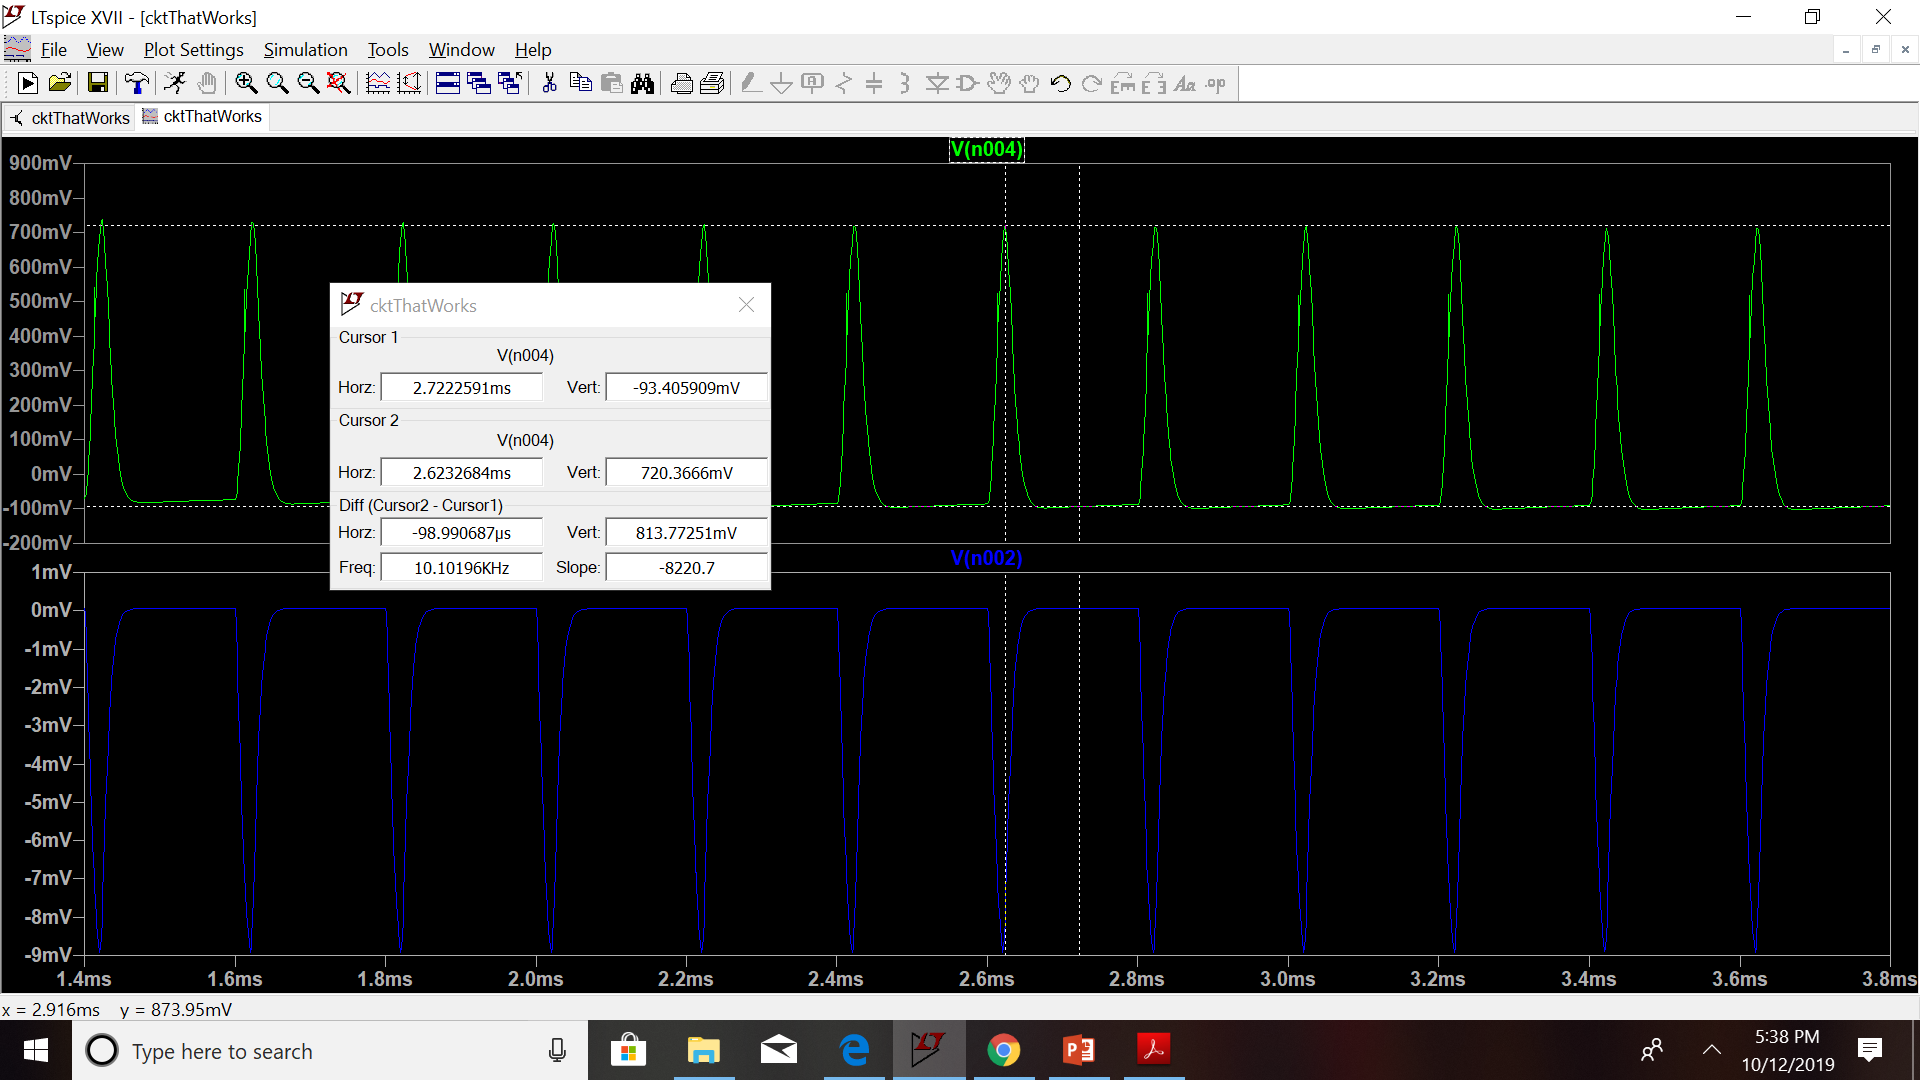 LTspice XVII - [cktThatWorks]
File View Plot Settings Simulation Tools Window Help
Aa .op
cktThatWorks cktThatWorks
V(n004)
900mV
800mV
700mV
600mV
500mV
400mV
300mV
200mV
100mV
0mV
-100mV
-200mV
LT cktThatWorks
Cursor 1
V(n004)
Horz: 2.7222591ms Vert: -93.405909mV
Cursor 2
V(n004)
Horz: 2.6232684ms Vert: 720.3666mV
Diff (Cursor2 - Cursor1)
Horz: -98.990687µs Vert: 813.77251mV
Freq: 10.10196KHz Slope: -8220.7
V(n002)
1mV
0mV
-1mV
-2mV
-3mV
-4mV
-5mV
-6mV
-7mV
-8mV
-9mV
1.4ms 1.6ms 1.8ms 2.0ms 2.2ms 2.4ms 2.6ms 2.8ms 3.0ms 3.2ms 3.4ms 3.6ms 3.8ms
x = 2.916ms y = 873.95mV
Type here to search
LT
5:38 PM
10/12/2019